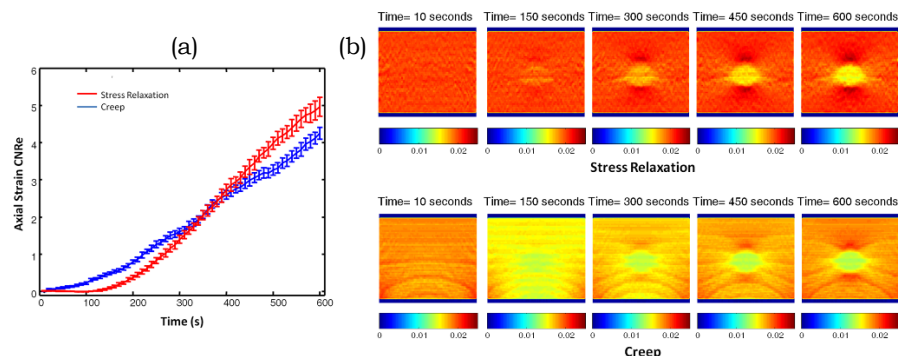 (a)
6
5
4
3
2
1
0
0 100 200 300 400 500 600
Axial Strain CNRe
Time (s)
Stress Relaxation
Creep
(b)
Time= 10 seconds Time= 150 seconds Time= 300 seconds Time= 450 seconds Time= 600 seconds
0 0.01 0.02 0 0.01 0.02 0 0.01 0.02 0 0.01 0.02 0 0.01 0.02
Stress Relaxation
Time= 10 seconds Time= 150 seconds Time= 300 seconds Time= 450 seconds Time= 600 seconds
0 0.01 0.02 0 0.01 0.02 0 0.01 0.02 0 0.01 0.02 0 0.01 0.02
Creep